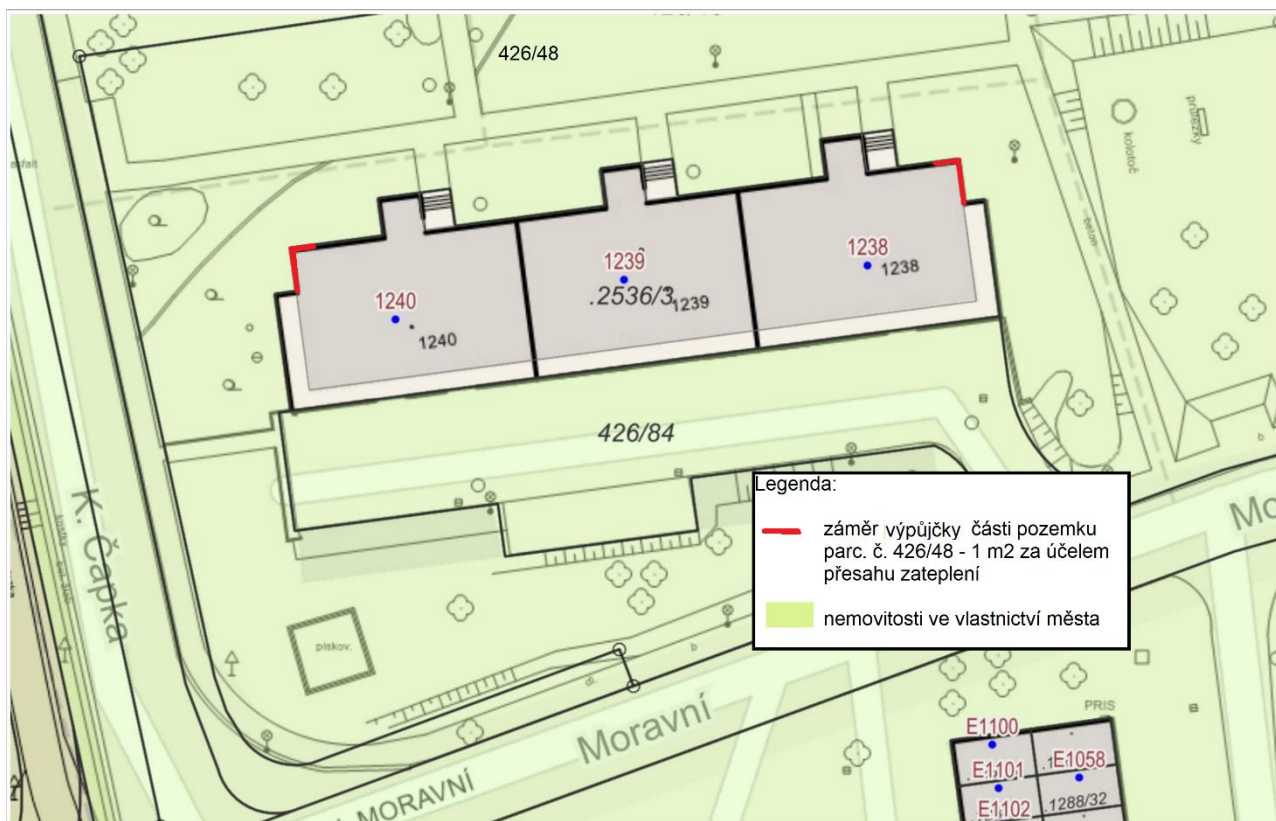 426/48
asfalt
kolotoč
průlezky
beton
1238
1238
1239
.2536/3
1239
1240
1240
426/84
K. Čapka
Legenda:
záměr výpůjčky části pozemku
parc. č. 426/48 - 1 m2 za účelem
přesahu zateplení
nemovitosti ve vlastnictví města
pískov.
b
b
dl.
Moravní
MORAVNÍ
PRIS
E1100
E1101
E1058
E1102
.1288/32